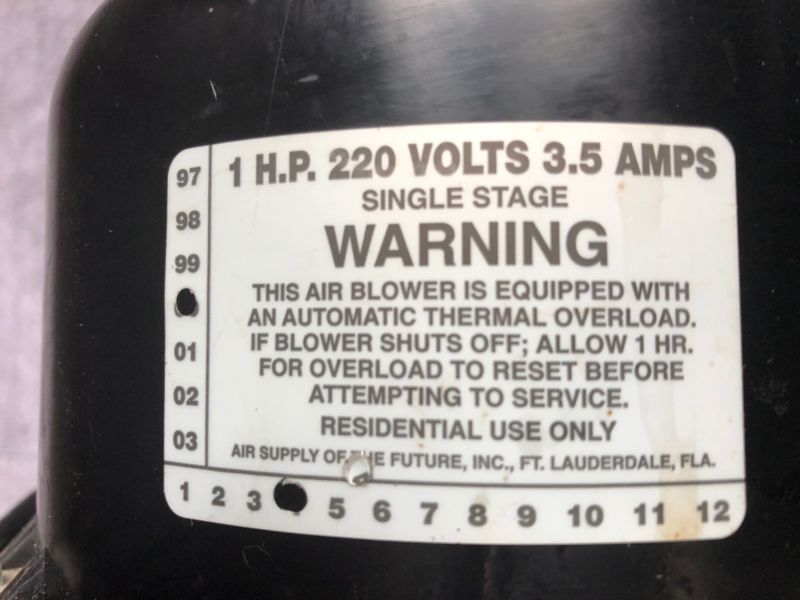 1 H.P. 220 VOLTS 3.5 AMPS
SINGLE STAGE
WARNING
THIS AIR BLOWER IS EQUIPPED WITH
AN AUTOMATIC THERMAL OVERLOAD.
IF BLOWER SHUTS OFF; ALLOW 1 HR.
FOR OVERLOAD TO RESET BEFORE
ATTEMPTING TO SERVICE.
RESIDENTIAL USE ONLY
AIR SUPPLY OF THE FUTURE, INC., FT. LAUDERDALE, FLA.
97
98
99
01
02
03
1 2 3 5 6 7 8 9 10 11 12